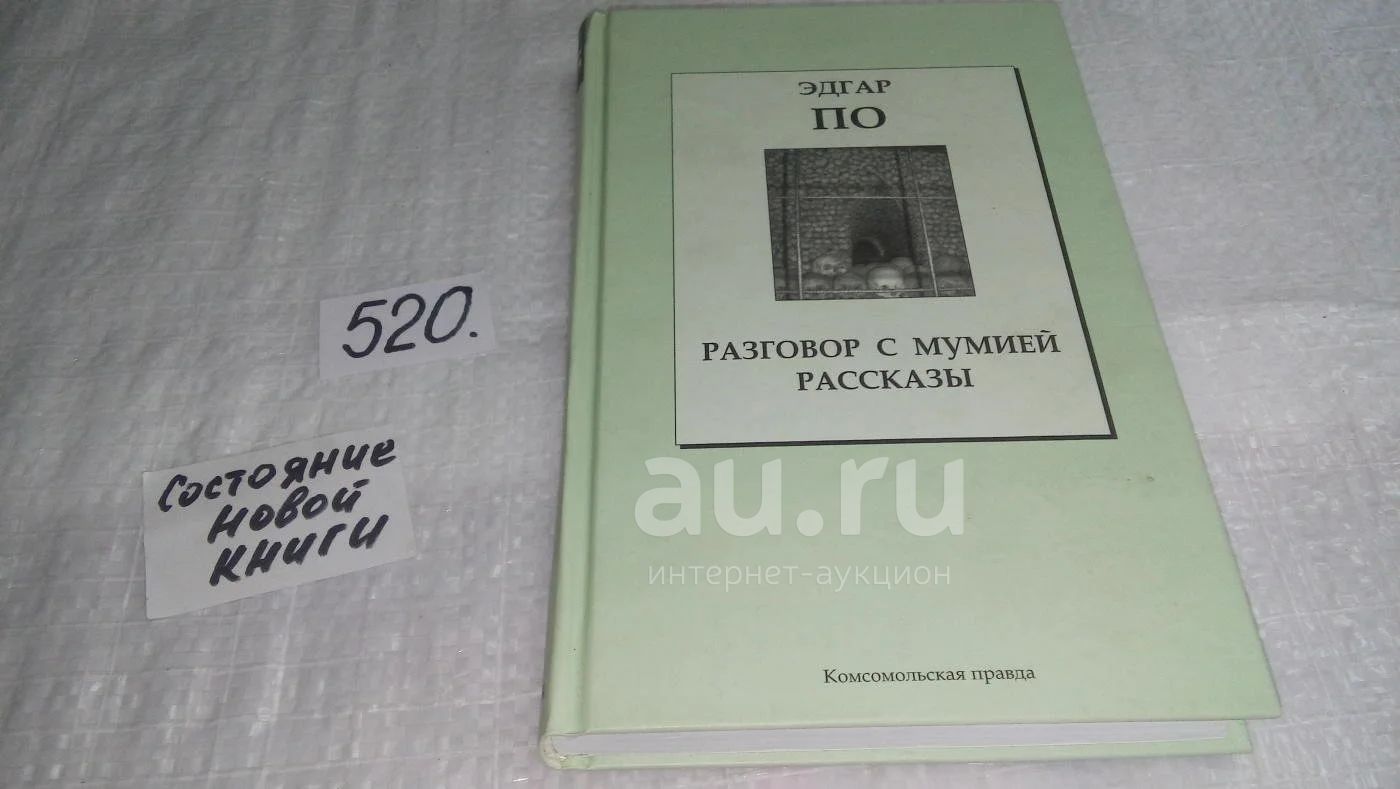 ЭДГАР
ПО
РАЗГОВОР С МУМИЕЙ
РАССКАЗЫ
Комсомольская правда
520.
Состояние
новой
книги
au.ru
интернет-аукцион